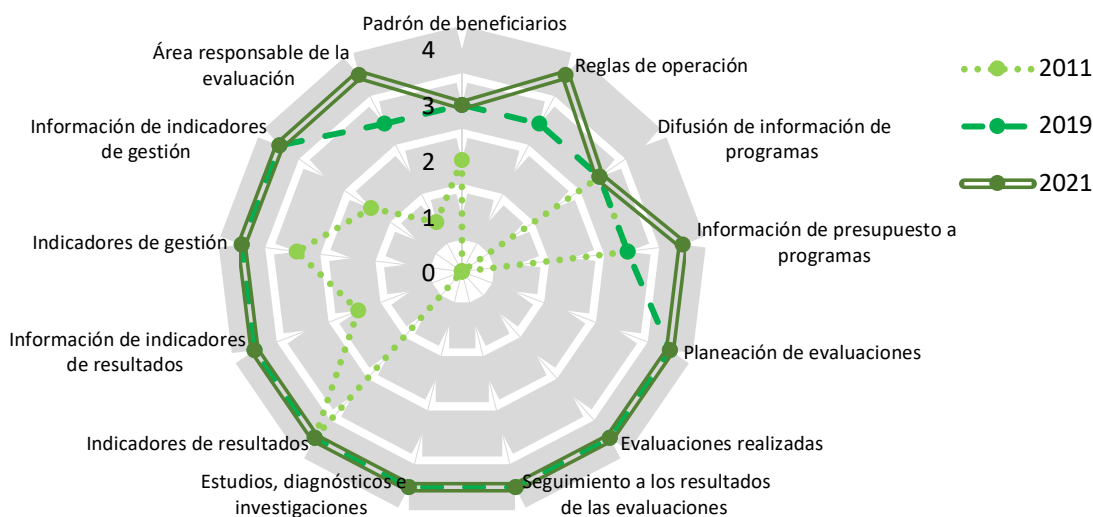 Padrón de beneficiarios
Reglas de operación
Difusión de información de
programas
Información de presupuesto a
programas
Planeación de evaluaciones
Evaluaciones realizadas
Seguimiento a los resultados
de las evaluaciones
Estudios, diagnósticos e
investigaciones
Indicadores de resultados
Información de indicadores
de resultados
Indicadores de gestión
Información de indicadores
de gestión
Área responsable de la
evaluación
4
3
2
1
0
2011
2019
2021